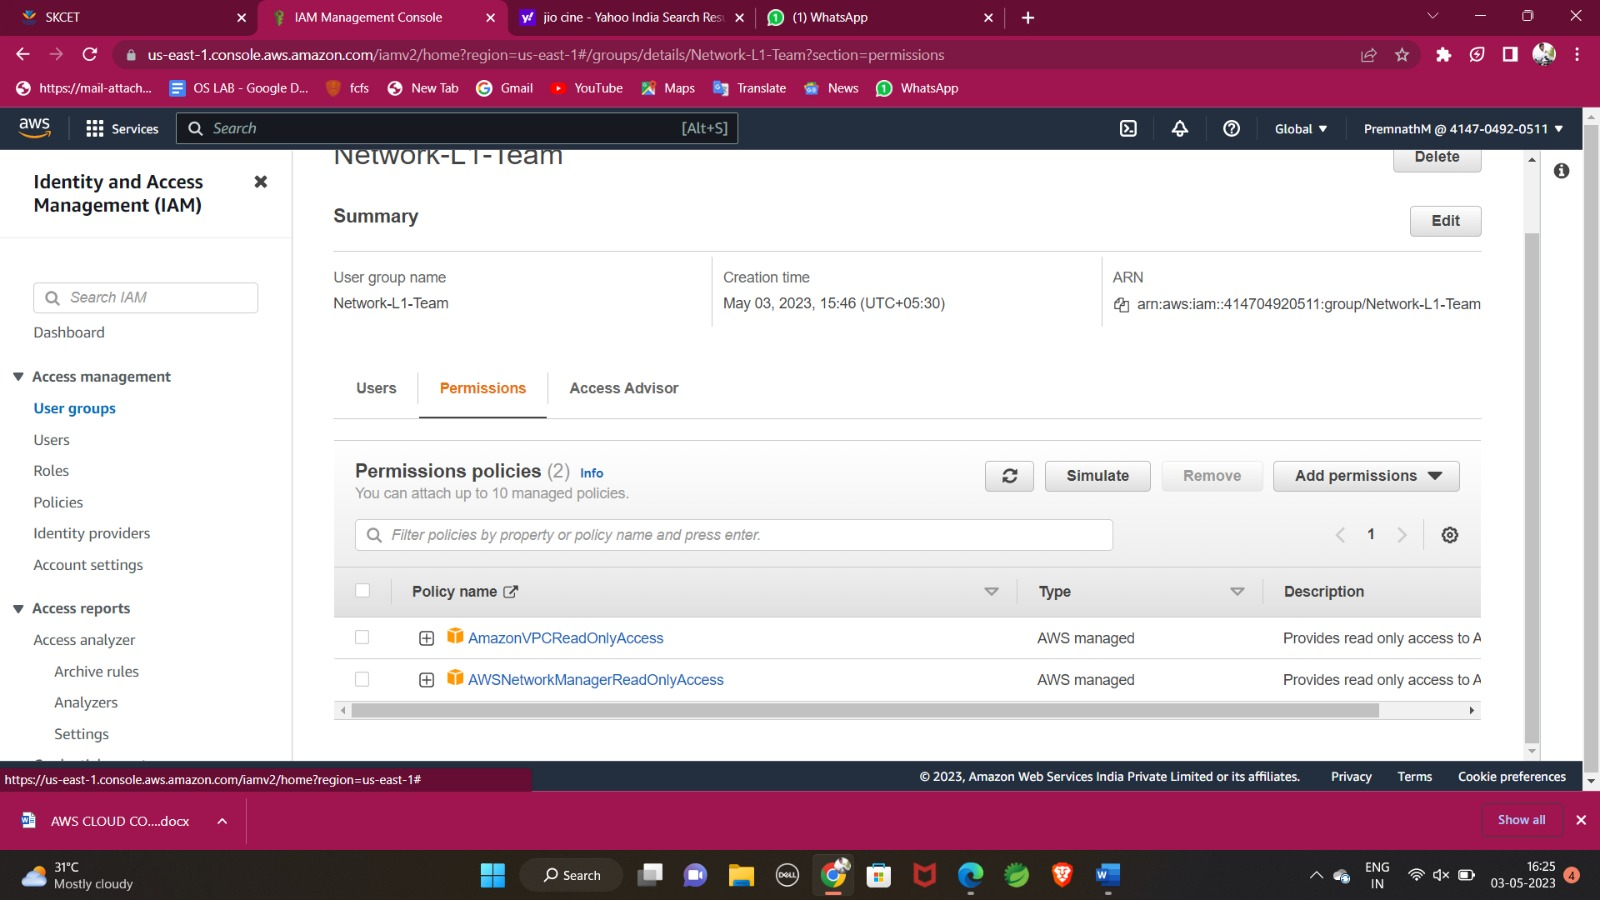 SKCET
IAM Management Console
jio cine - Yahoo India Search Resu
(1) WhatsApp
us-east-1.console.aws.amazon.com/iamv2/home?region=us-east-1#/groups/details/Network-L1-Team?section=permissions
https://mail-attach...
OS LAB - Google D...
fcfs
New Tab
Gmail
YouTube
Maps
Translate
News
WhatsApp
aws
Services
Search
[Alt+S]
Global
PremnathM @ 4147-0492-0511
Identity and Access
Management (IAM)
Search IAM
Dashboard
Access management
User groups
Users
Roles
Policies
Identity providers
Account settings
Access reports
Access analyzer
Archive rules
Analyzers
Settings
Network-L1-Team
Delete
Summary
Edit
User group name
Network-L1-Team
Creation time
May 03, 2023, 15:46 (UTC+05:30)
ARN
arn:aws:iam::414704920511:group/Network-L1-Team
Users
Permissions
Access Advisor
Permissions policies (2) Info
You can attach up to 10 managed policies.
Simulate
Remove
Add permissions
Filter policies by property or policy name and press enter.
1
Policy name
Type
Description
AmazonVPCReadOnlyAccess
AWS managed
Provides read only access to A
AWSNetworkManagerReadOnlyAccess
AWS managed
Provides read only access to A
https://us-east-1.console.aws.amazon.com/iamv2/home?region=us-east-1#
© 2023, Amazon Web Services India Private Limited or its affiliates.
Privacy
Terms
Cookie preferences
AWS CLOUD CO....docx
Show all
31°C
Mostly cloudy
Search
DELL
ENG
IN
16:25
03-05-2023
4